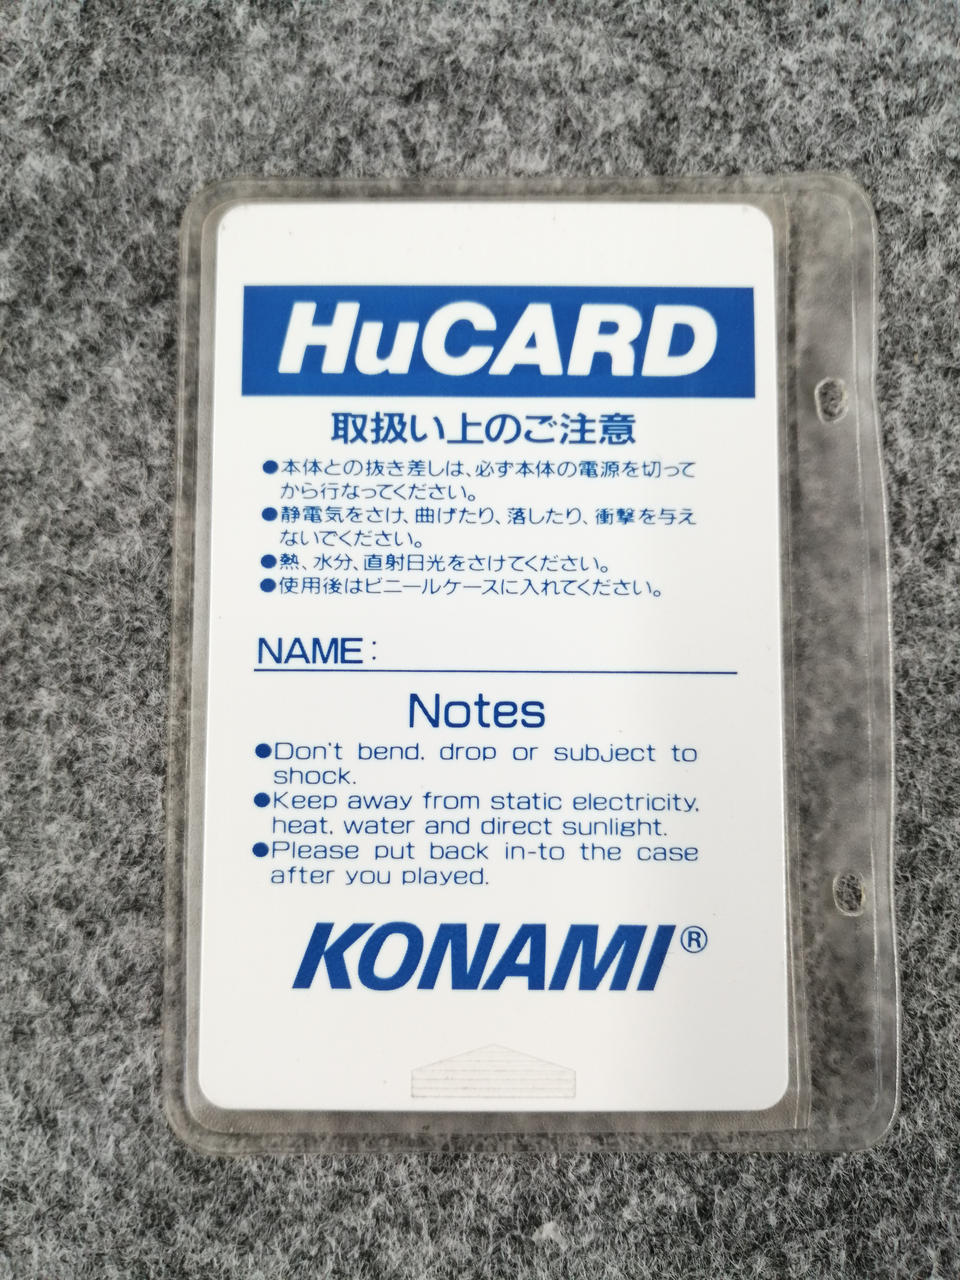 HuCARD
取扱い上のご注意
●本体との抜き差しは、必ず本体の電源を切って
から行なってください。
●静電気をさけ、曲げたり、落したり、衝撃を与え
ないでください。
●熱、水分、直射日光をさけてください。
●使用後はビニールケースに入れてください。
NAME:
Notes
●Don't bend, drop or subject to
shock.
●Keep away from static electricity,
heat, water and direct sunlight.
●Please put back in-to the case
after you played.
KONAMI®